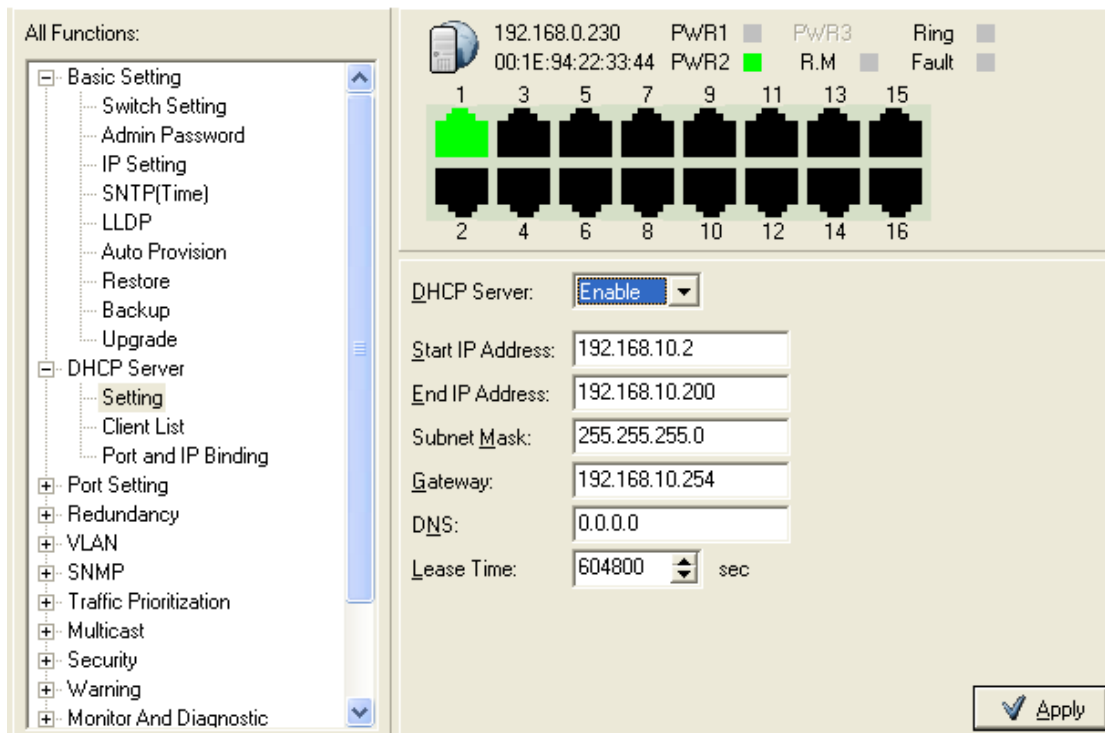 All Functions:
Basic Setting
Switch Setting
Admin Password
IP Setting
SNTP(Time)
LLDP
Auto Provision
Restore
Backup
Upgrade
DHCP Server
Setting
Client List
Port and IP Binding
Port Setting
Redundancy
VLAN
SNMP
Traffic Prioritization
Multicast
Security
Warning
Monitor And Diagnostic
192.168.0.230 PWR1 PWR3 Ring
00:1E:94:22:33:44 PWR2 R.M Fault
1 3 5 7 9 11 13 15
2 4 6 8 10 12 14 16
DHCP Server: Enable
Start IP Address: 192.168.10.2
End IP Address: 192.168.10.200
Subnet Mask: 255.255.255.0
Gateway: 192.168.10.254
DNS: 0.0.0.0
Lease Time: 604800 sec
Apply